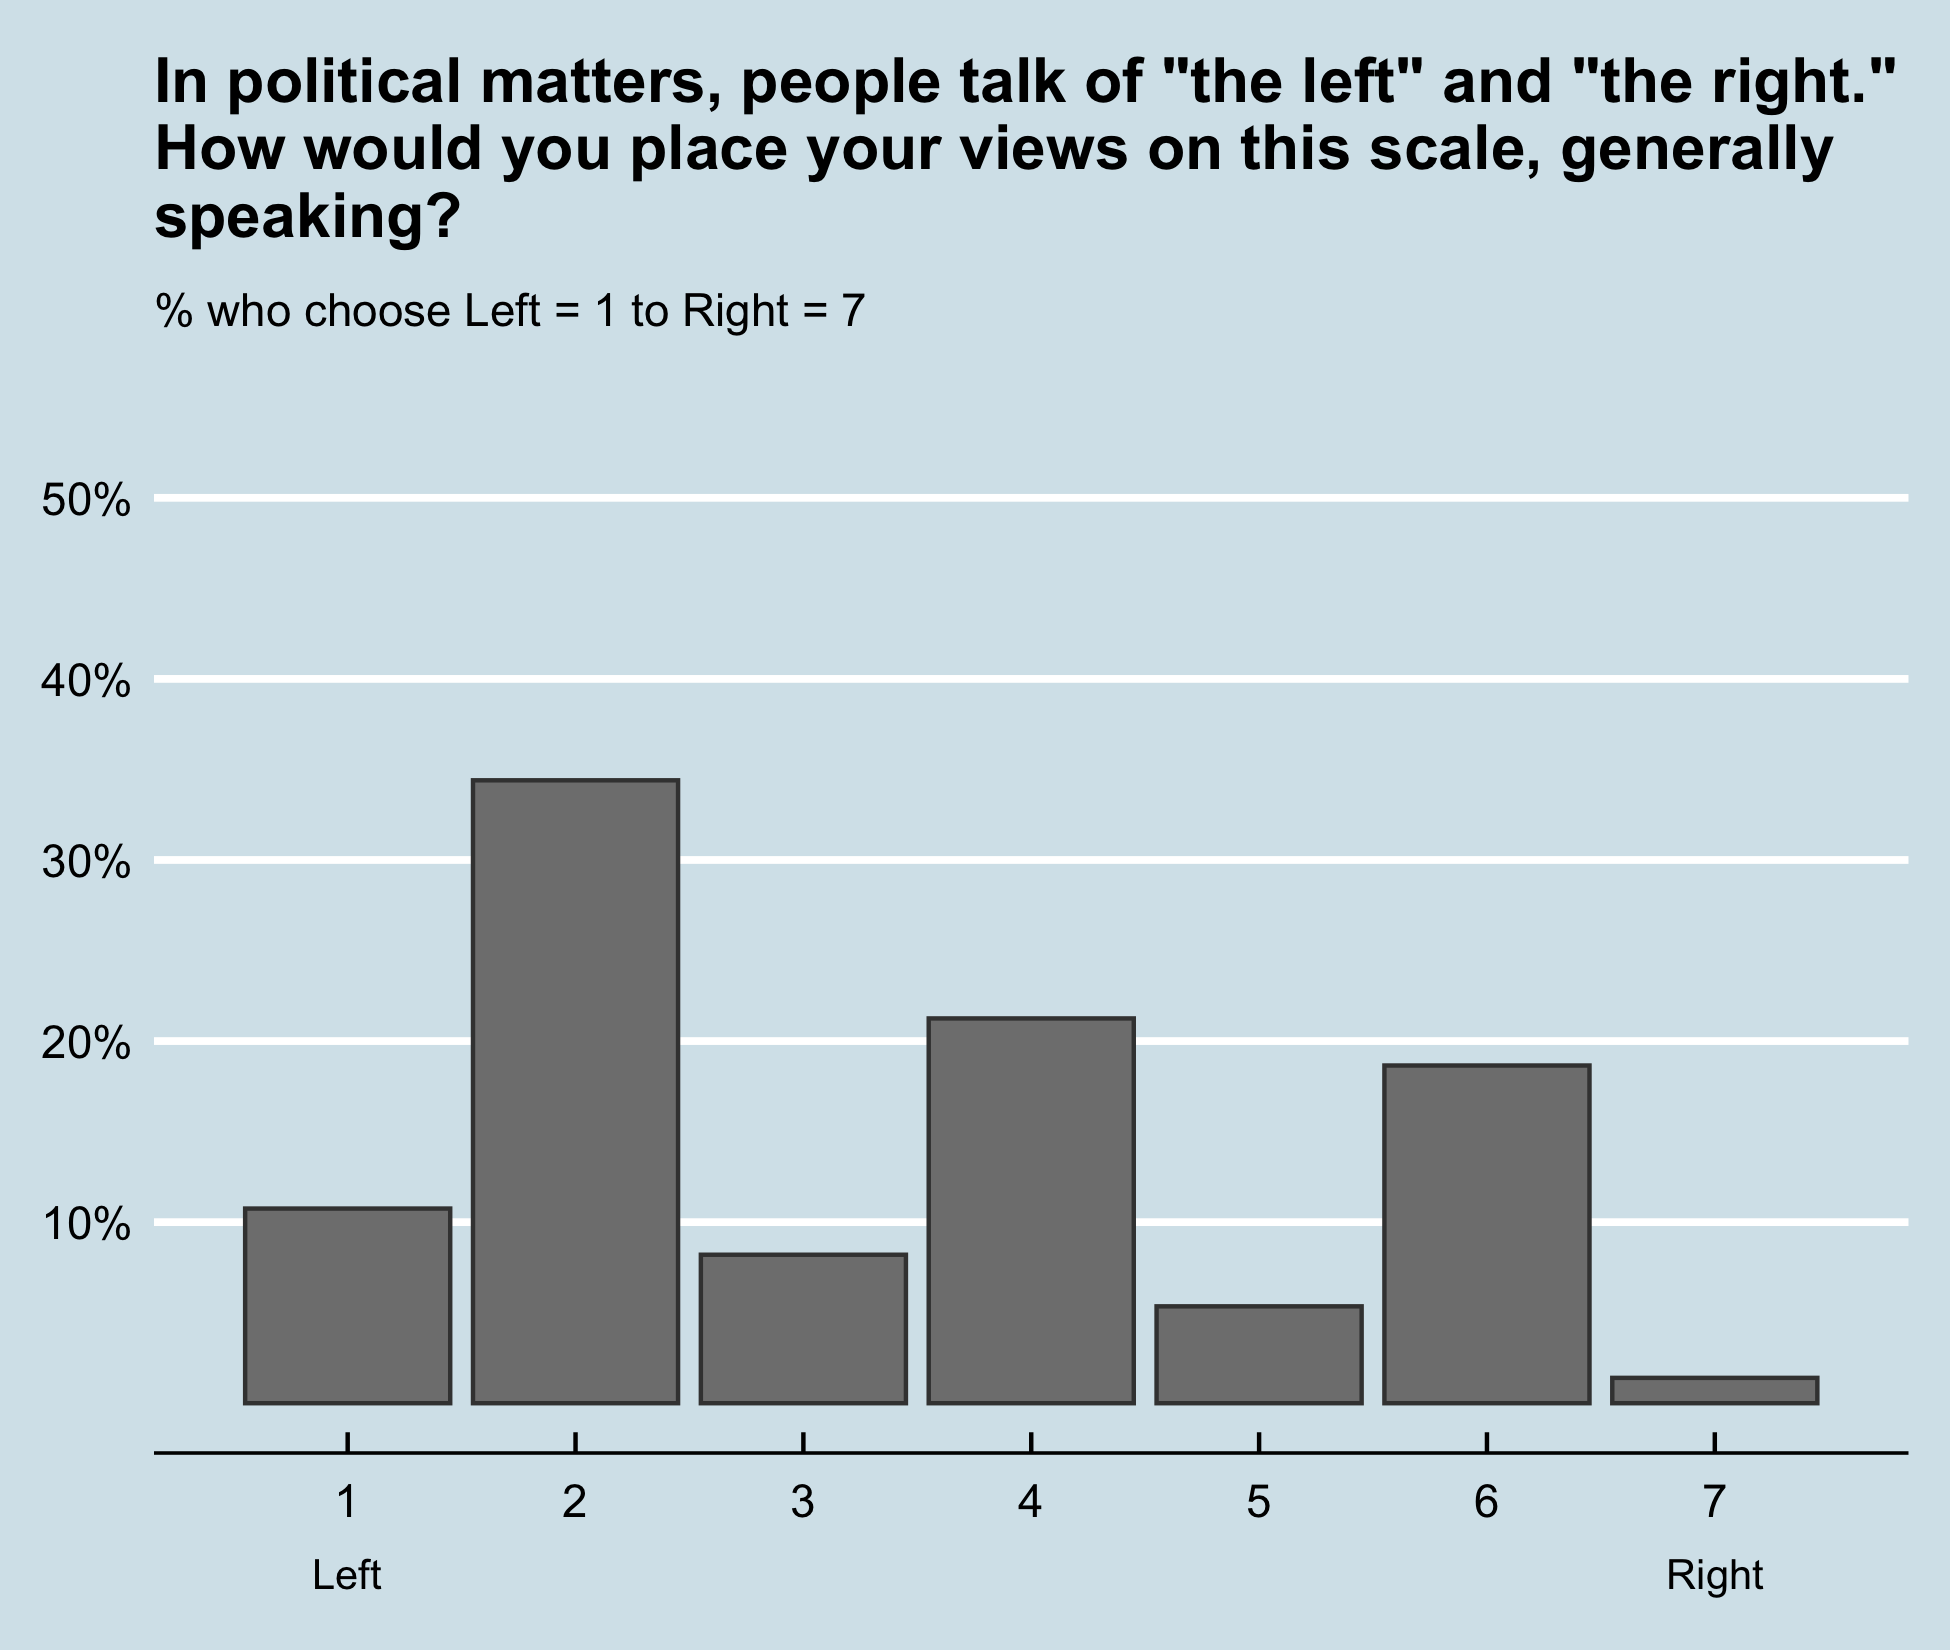 In political matters, people talk of "the left" and "the right."
How would you place your views on this scale, generally
speaking?
% who choose Left = 1 to Right = 7
50%
40%
30%
20%
10%
1 2 3 4 5 6 7
Left Right